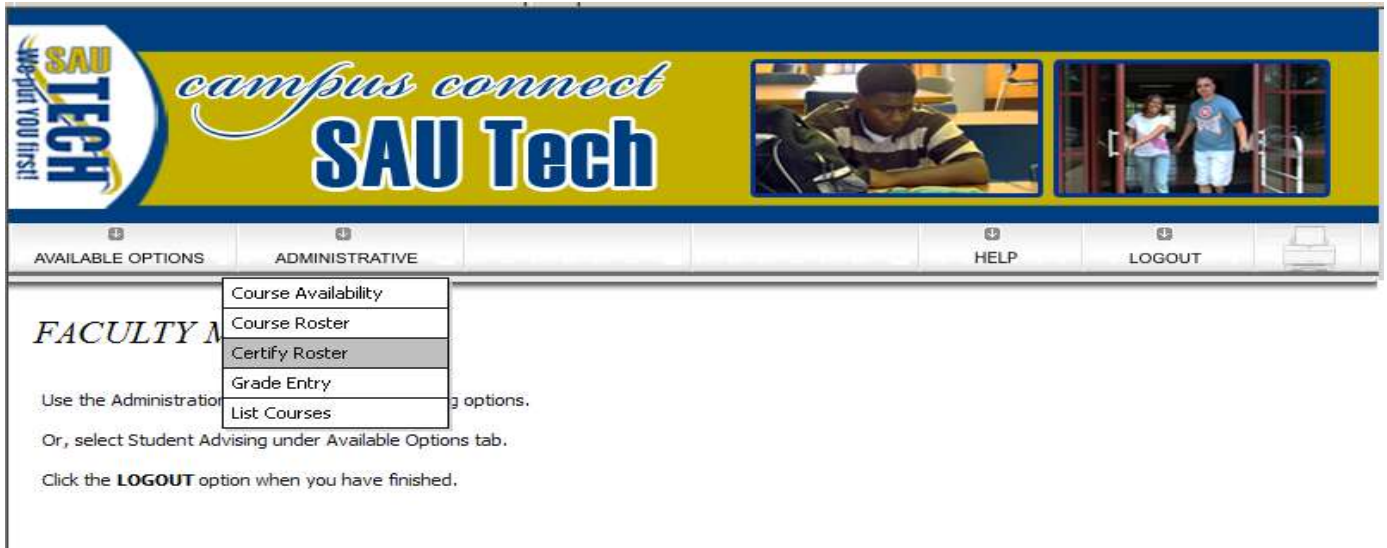 SAU
TECH
We put YOU first!
campus connect
SAU Tech
AVAILABLE OPTIONS
ADMINISTRATIVE
HELP
LOGOUT
Course Availability
Course Roster
Certify Roster
Grade Entry
List Courses
FACULTY
Use the Administration
g options.
Or, select Student Advising under Available Options tab.
Click the LOGOUT option when you have finished.